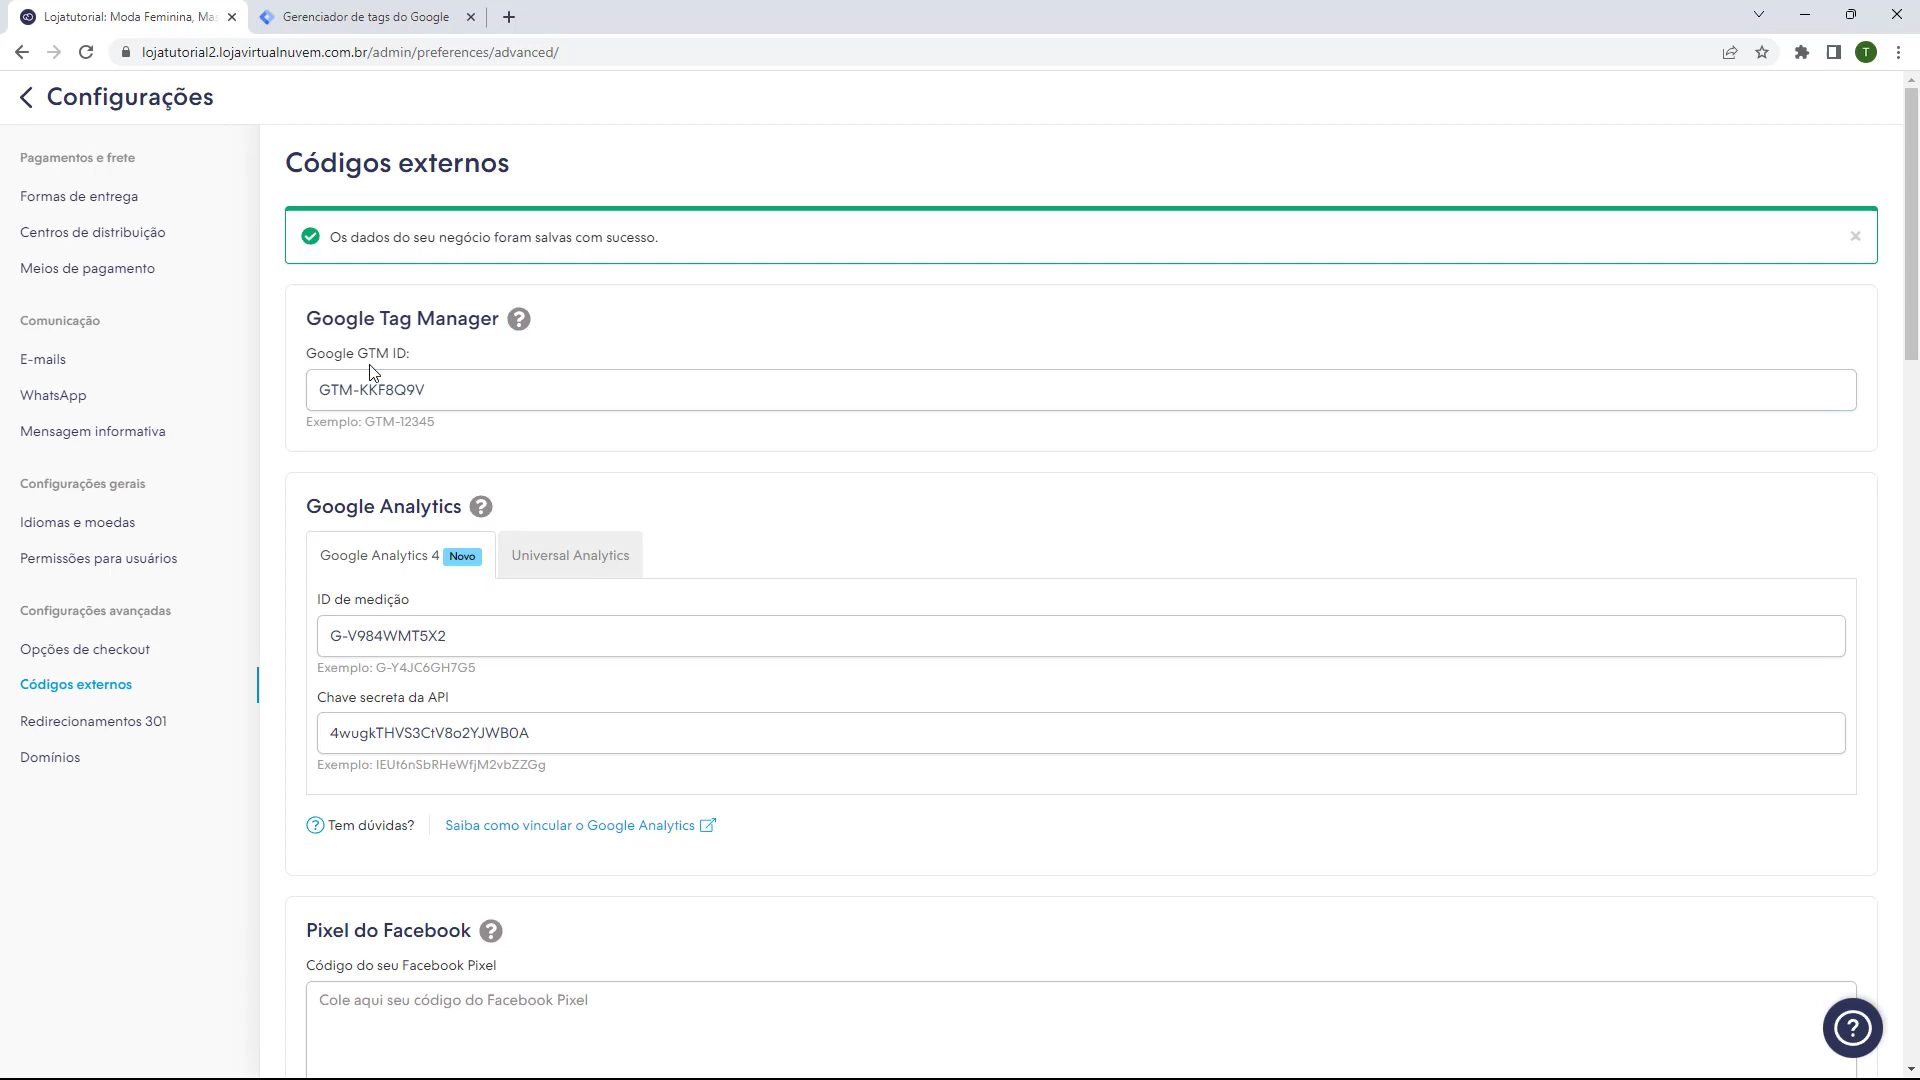 Lojatutorial: Moda Feminina, Mas
Gerenciador de tags do Google
lojatutorial2.lojavirtualnuvem.com.br/admin/preferences/advanced/
T
Configurações
Pagamentos e frete
Formas de entrega
Centros de distribuição
Meios de pagamento
Comunicação
E-mails
WhatsApp
Mensagem informativa
Configurações gerais
Idiomas e moedas
Permissões para usuários
Configurações avançadas
Opções de checkout
Códigos externos
Redirecionamentos 301
Domínios
Códigos externos
Os dados do seu negócio foram salvas com sucesso.
Google Tag Manager ?
Google GTM ID:
GTM-KKF8Q9V
Exemplo: GTM-12345
Google Analytics ?
Google Analytics 4 Novo
Universal Analytics
ID de medição
G-V984WMT5X2
Exemplo: G-Y4JC6GH7G5
Chave secreta da API
4wugkTHVS3CtV8o2YJWB0A
Exemplo: IEUt6nSbRHeWfjM2vbZZGg
? Tem dúvidas?
Saiba como vincular o Google Analytics
Pixel do Facebook ?
Código do seu Facebook Pixel
Cole aqui seu código do Facebook Pixel
?